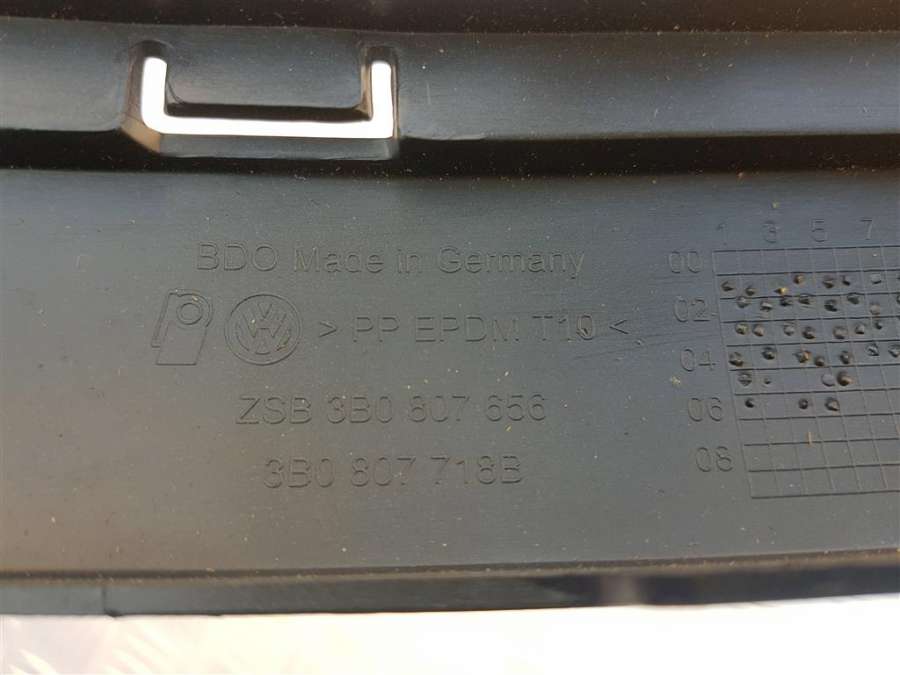 BDO Made in Germany
VW > PP EPDM T10 <
ZSB 3B0 807 656
3B0 807 718B
1 3 5 7
00
02
04
06
08